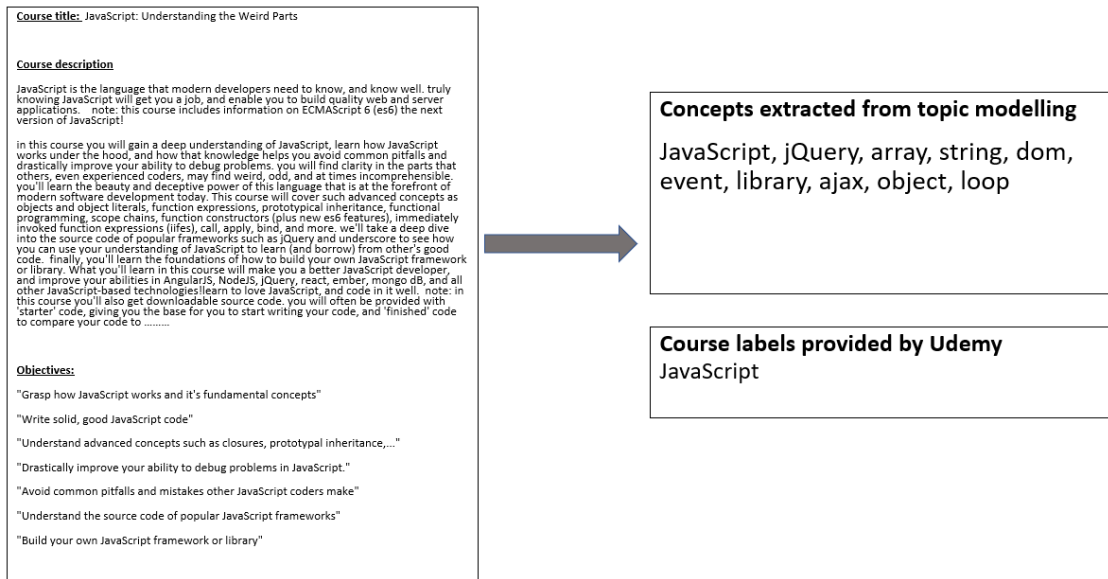 Course title: JavaScript: Understanding the Weird Parts
Course description
JavaScript is the language that modern developers need to know, and know well. truly
knowing JavaScript will get you a job, and enable you to build quality web and server
applications. note: this course includes information on ECMAScript 6 (es6) the next
version of JavaScript!
in this course you will gain a deep understanding of JavaScript, learn how JavaScript
works under the hood, and how that knowledge helps you avoid common pitfalls and
drastically improve your ability to debug problems. you will find clarity in the parts that
others, even experienced coders, may find weird, odd, and at times incomprehensible.
you'll learn the beauty and deceptive power of this language that is at the forefront of
modern software development today. This course will cover such advanced concepts as
objects and object literals, function expressions, prototypical inheritance, functional
programming, scope chains, function constructors (plus new es6 features), immediately
invoked function expressions (iifes), call, apply, bind, and more. we'll take a deep dive
into the source code of popular frameworks such as jQuery and underscore to see how
you can use your understanding of JavaScript to learn (and borrow) from other's good
code. finally, you'll learn the foundations of how to build your own JavaScript framework
or library. What you'll learn in this course will make you a better JavaScript developer,
and improve your abilities in AngularJS, NodeJS, jQuery, react, ember, mongo dB, and all
other JavaScript-based technologies!learn to love JavaScript, and code in it well. note: in
this course you'll also get downloadable source code. you will often be provided with
'starter' code, giving you the base for you to start writing your code, and 'finished' code
to compare your code to .........
Objectives:
"Grasp how JavaScript works and it's fundamental concepts"
"Write solid, good JavaScript code"
"Understand advanced concepts such as closures, prototypal inheritance,..."
"Drastically improve your ability to debug problems in JavaScript."
"Avoid common pitfalls and mistakes other JavaScript coders make"
"Understand the source code of popular JavaScript frameworks"
"Build your own JavaScript framework or library"
Concepts extracted from topic modelling
JavaScript, jQuery, array, string, dom,
event, library, ajax, object, loop
Course labels provided by Udemy
JavaScript